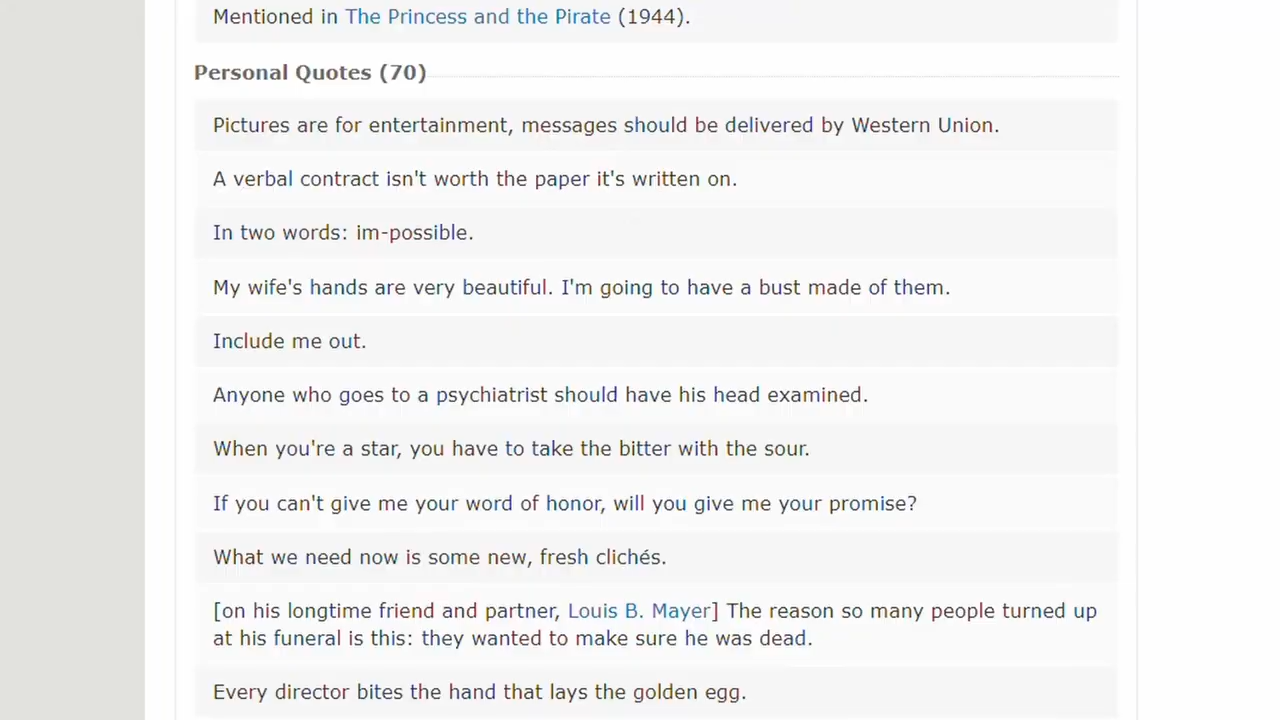 Mentioned in The Princess and the Pirate (1944).
Personal Quotes (70)
Pictures are for entertainment, messages should be delivered by Western Union.
A verbal contract isn't worth the paper it's written on.
In two words: im-possible.
My wife's hands are very beautiful. I'm going to have a bust made of them.
Include me out.
Anyone who goes to a psychiatrist should have his head examined.
When you're a star, you have to take the bitter with the sour.
If you can't give me your word of honor, will you give me your promise?
What we need now is some new, fresh clichés.
[on his longtime friend and partner, Louis B. Mayer] The reason so many people turned up
at his funeral is this: they wanted to make sure he was dead.
Every director bites the hand that lays the golden egg.